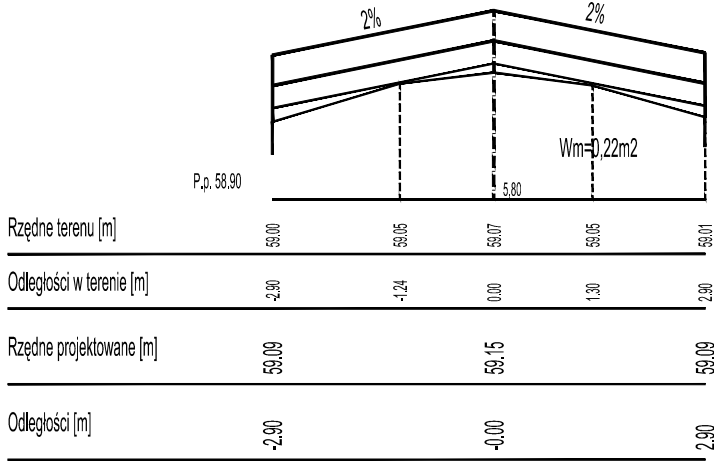 2% 2%
Wm=0,22m2
P.p. 58,90
5,80
Rzędne terenu [m] 59.00 59.05 59.07 59.05 59.01
Odległości w terenie [m] -2.90 -1.24 0.00 1.30 2.90
Rzędne projektowane [m] 59.09 59.15 59.09
Odległości [m] -2.90 -0.00 2.90